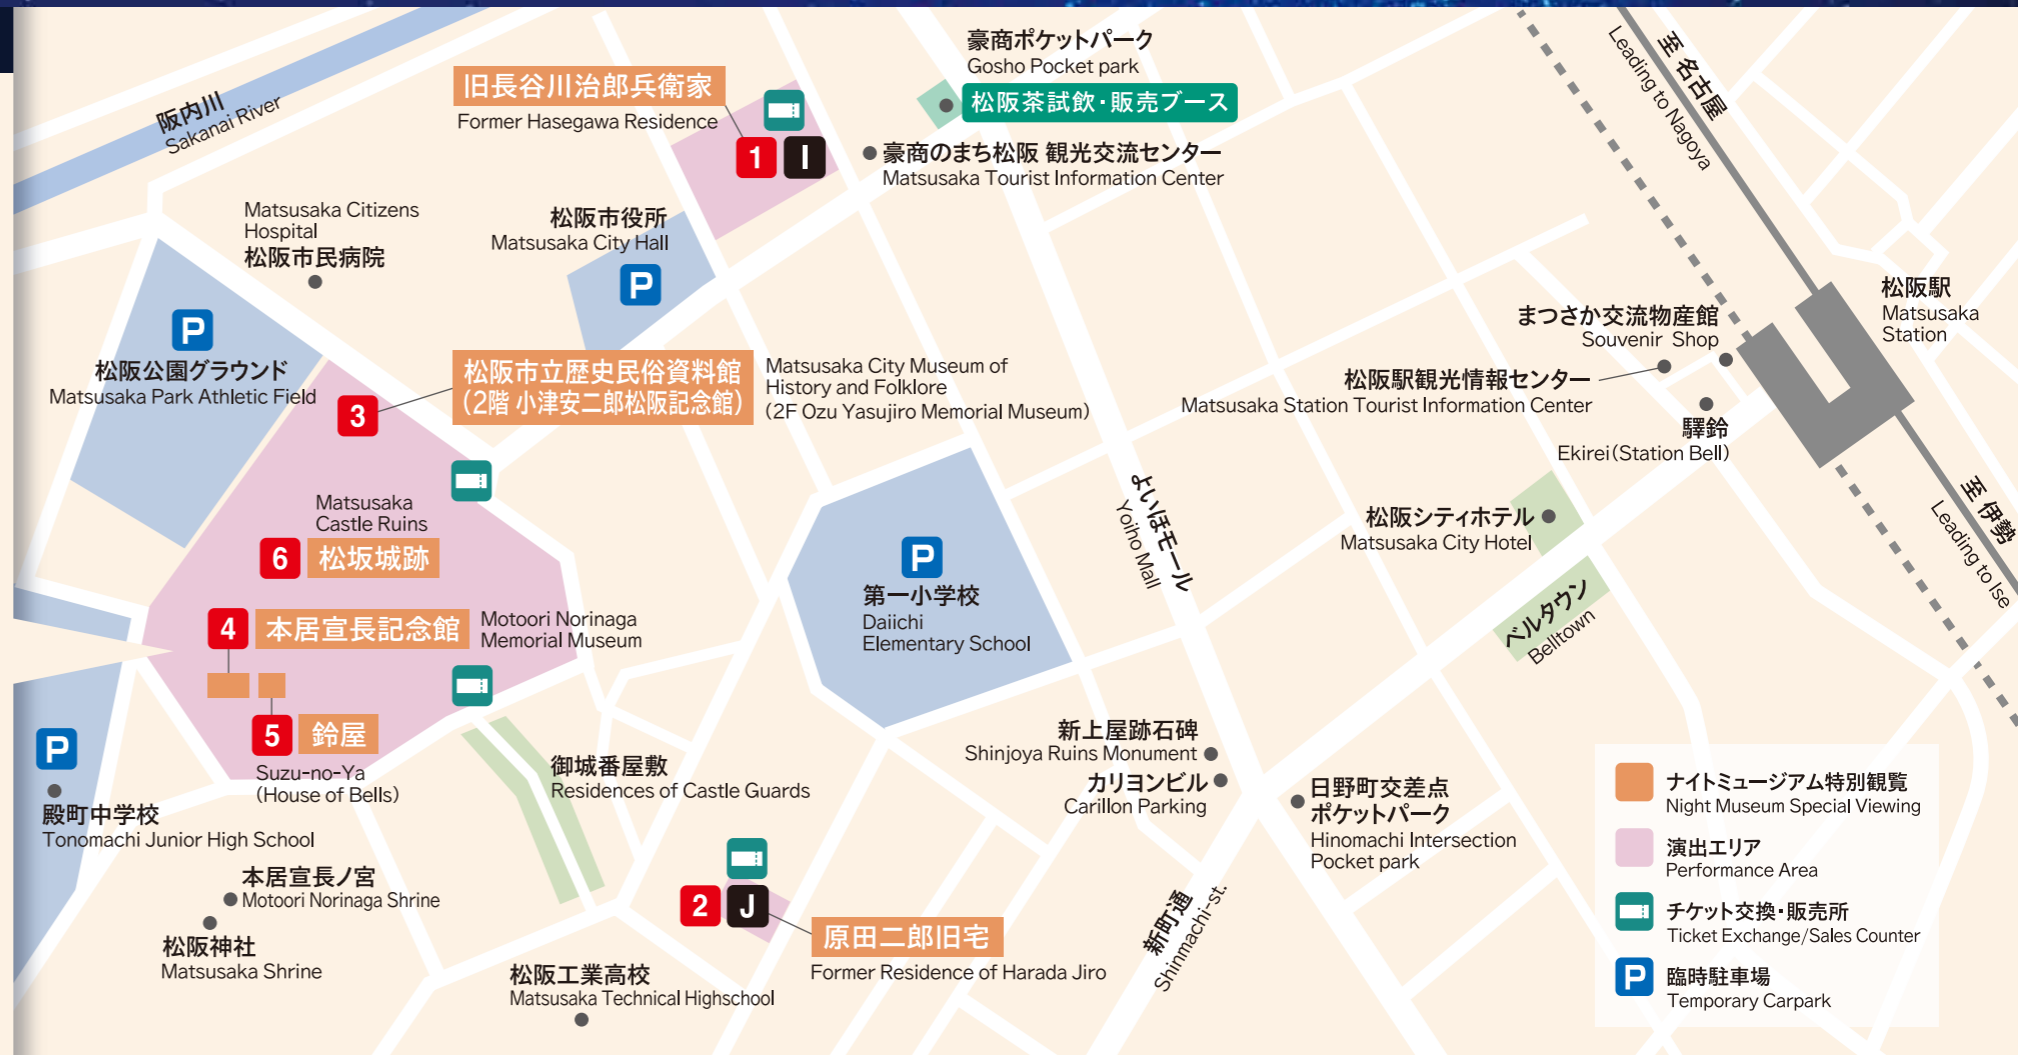 豪商ポケットパーク
Gosho Pocket park
松阪茶試飲・販売ブース
至 名古屋
Leading to Nagoya
旧長谷川治郎兵衛家
Former Hasegawa Residence
1
I
阪内川
Sakanai River
豪商のまち松阪 観光交流センター
Matsusaka Tourist Information Center
Matsusaka Citizens
Hospital
松阪市民病院
松阪市役所
Matsusaka City Hall
P
P
松阪公園グラウンド
Matsusaka Park Athletic Field
松阪駅
Matsusaka
Station
まつさか交流物産館
Souvenir Shop
松阪駅観光情報センター
Matsusaka Station Tourist Information Center
驛鈴
Ekirei(Station Bell)
3
松阪市立歴史民俗資料館
(2階 小津安二郎松阪記念館)
Matsusaka City Museum of
History and Folklore
(2F Ozu Yasujiro Memorial Museum)
Matsusaka
Castle Ruins
6
松坂城跡
よいほモール
Yoiho Mall
松阪シティホテル
Matsusaka City Hotel
至 伊勢
Leading to Ise
P
第一小学校
Daiichi
Elementary School
ベルタウン
Belltown
4
本居宣長記念館
Motoori Norinaga
Memorial Museum
5
鈴屋
Suzu-no-Ya
(House of Bells)
P
殿町中学校
Tonomachi Junior High School
御城番屋敷
Residences of Castle Guards
新上屋跡石碑
Shinjoya Ruins Monument
カリヨンビル
Carillon Parking
日野町交差点
ポケットパーク
Hinomachi Intersection
Pocket park
本居宣長ノ宮
Motoori Norinaga Shrine
松阪神社
Matsusaka Shrine
2
J
原田二郎旧宅
Former Residence of Harada Jiro
松阪工業高校
Matsusaka Technical Highschool
新町通
Shinmachi-st.
ナイトミュージアム特別観覧
Night Museum Special Viewing
演出エリア
Performance Area
チケット交換・販売所
Ticket Exchange/Sales Counter
P
臨時駐車場
Temporary Carpark